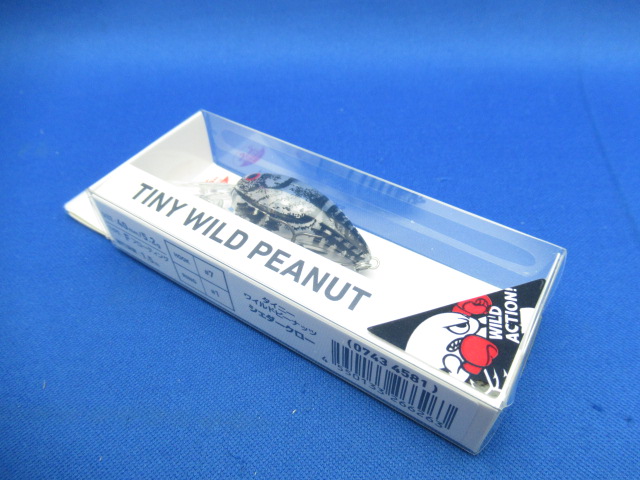 TINY WILD PEANUT
WILD
ACTION!
タイニー
ワイルドピーナッツ
シェダークロー
(0743 4581)